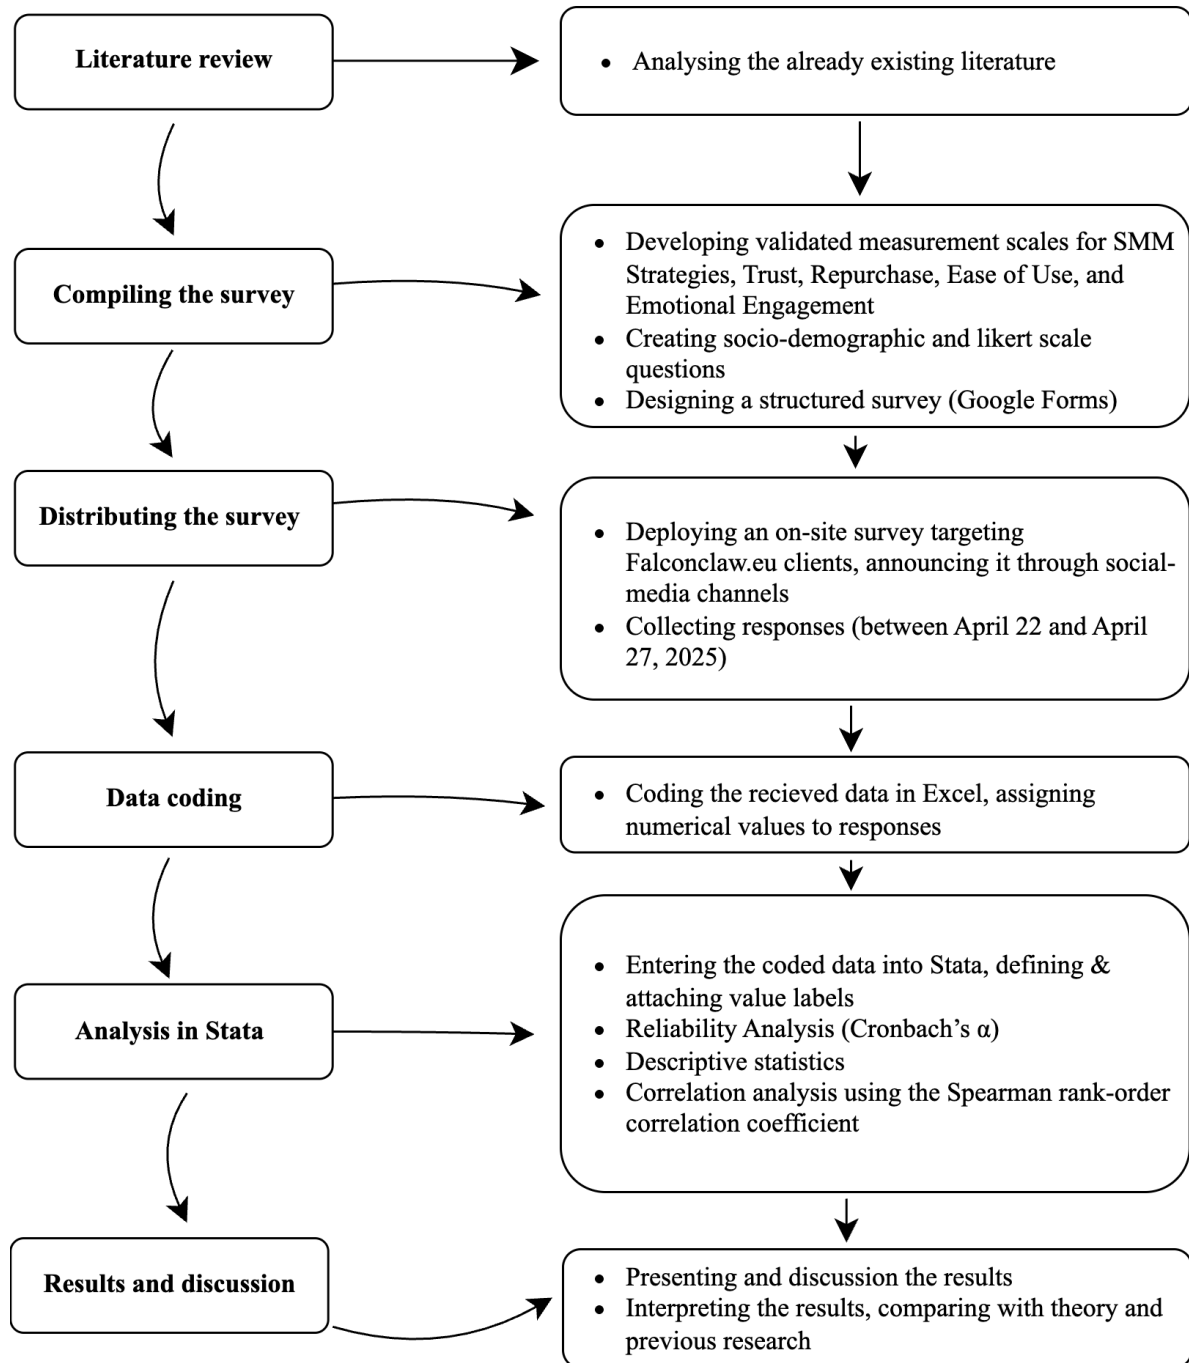 Literature review
• Analysing the already existing literature
Compiling the survey
• Developing validated measurement scales for SMM
Strategies, Trust, Repurchase, Ease of Use, and
Emotional Engagement
• Creating socio-demographic and likert scale
questions
• Designing a structured survey (Google Forms)
Distributing the survey
• Deploying an on-site survey targeting
Falconclaw.eu clients, announcing it through social-
media channels
• Collecting responses (between April 22 and April
27, 2025)
Data coding
• Coding the recieved data in Excel, assigning
numerical values to responses
Analysis in Stata
• Entering the coded data into Stata, defining &
attaching value labels
• Reliability Analysis (Cronbach’s α)
• Descriptive statistics
• Correlation analysis using the Spearman rank-order
correlation coefficient
Results and discussion
• Presenting and discussion the results
• Interpreting the results, comparing with theory and
previous research